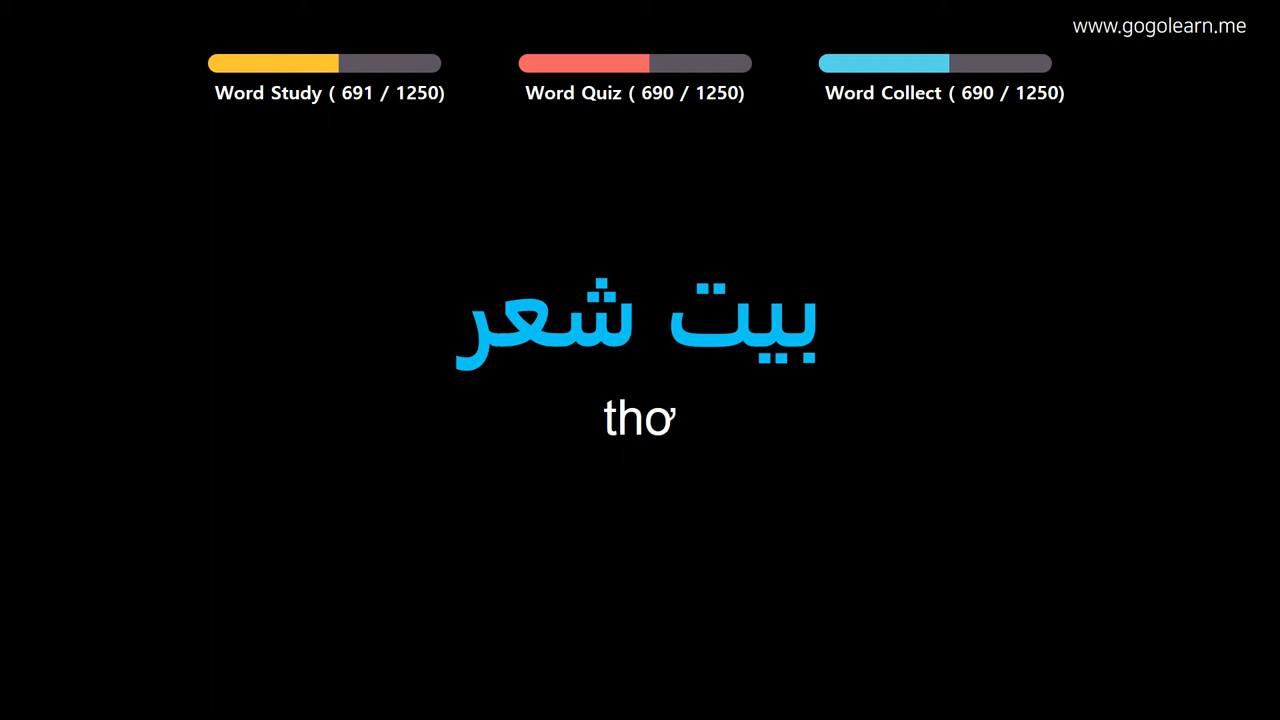 www.gogolearn.me
Word Study ( 691 / 1250)
Word Quiz ( 690 / 1250)
Word Collect ( 690 / 1250)
بيت شعر
thơ